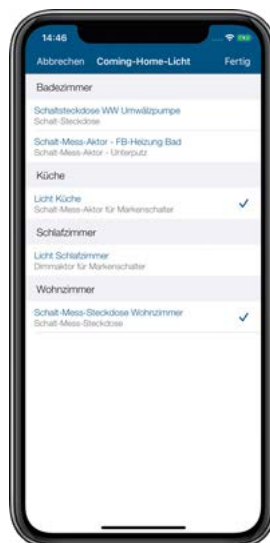 14:46
Abbrechen Coming-Home-Licht Fertig
Badezimmer
Schaltsteckdose WW Umwälzpumpe
Schalt-Steckdose
Schalt-Mess-Aktor - FB-Heizung Bad
Schalt-Mess-Aktor - Unterputz
Küche
Licht Küche
Schalt-Mess-Aktor für Markenschalter
Schlafzimmer
Licht Schlafzimmer
Dimmaktor für Markenschalter
Wohnzimmer
Schalt-Mess-Steckdose Wohnzimmer
Schalt-Mess-Steckdose